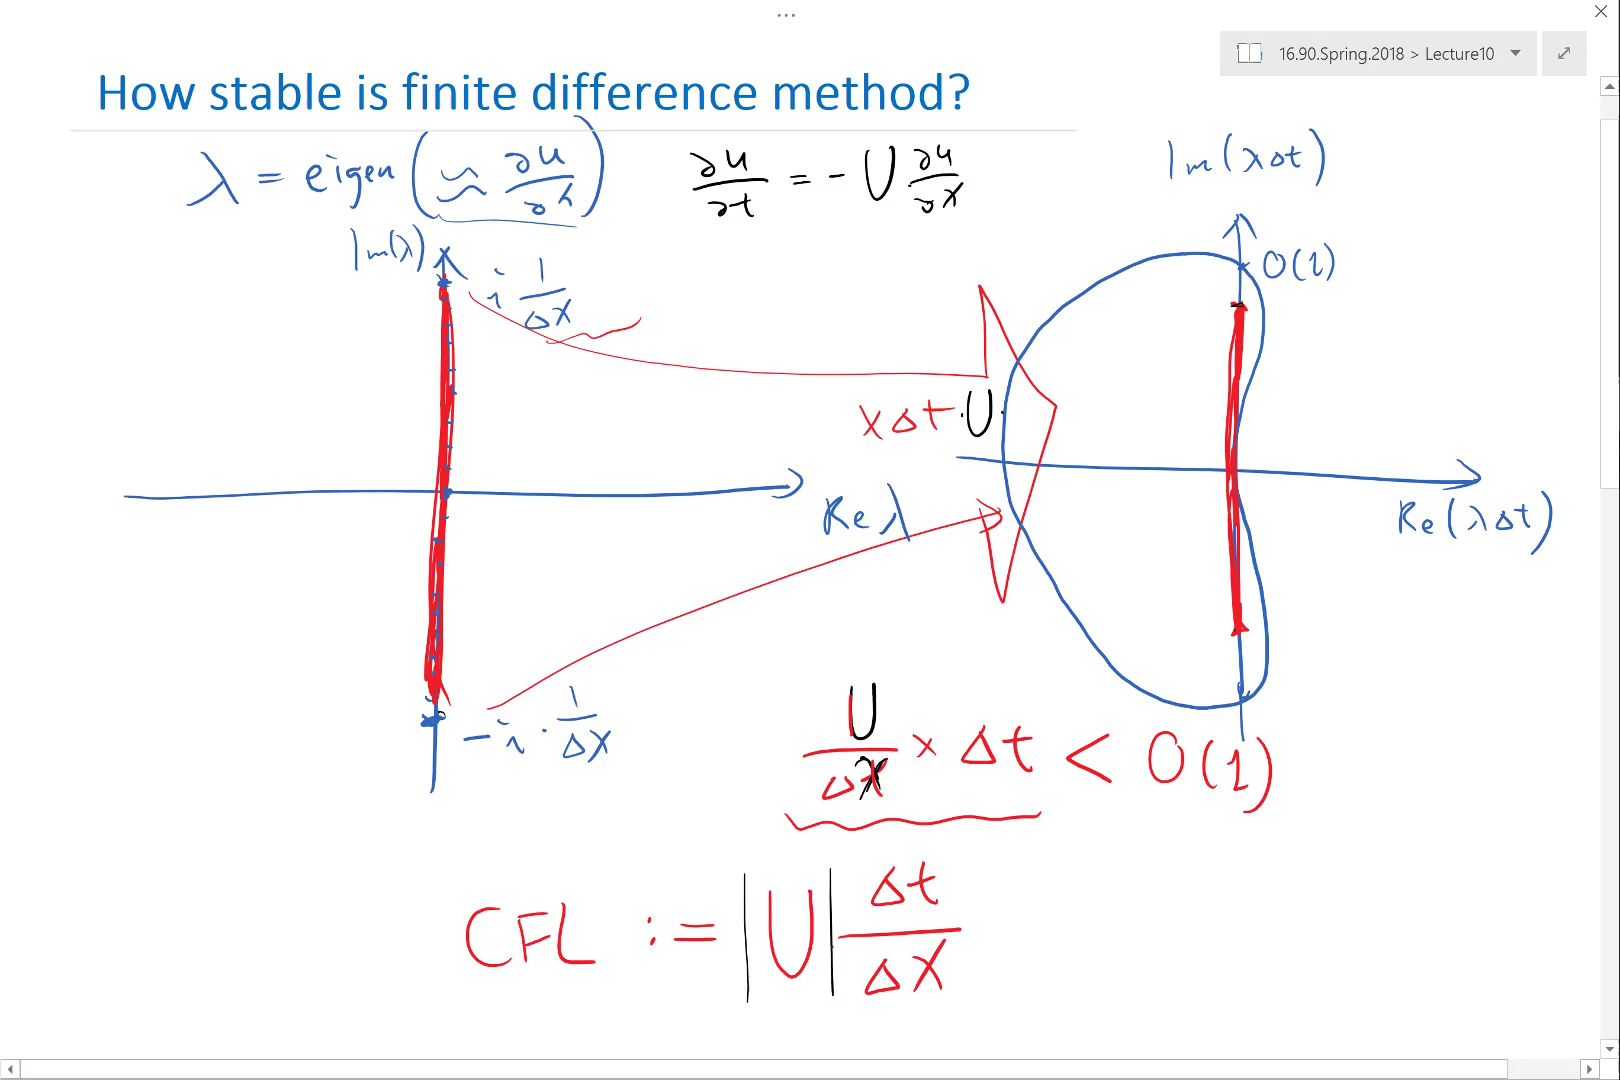 16.90.Spring.2018 > Lecture10
How stable is finite difference method?
λ = eigen(≈ ∂u/∂x)
∂u/∂t = - U ∂u/∂x
Im(λΔt)
Im(λ)
i 1/Δx
O(1)
xΔt·U·
Re λ
Re(λΔt)
-i · 1/Δx
U/Δx × Δt < O(1)
CFL := |U| Δt/Δx